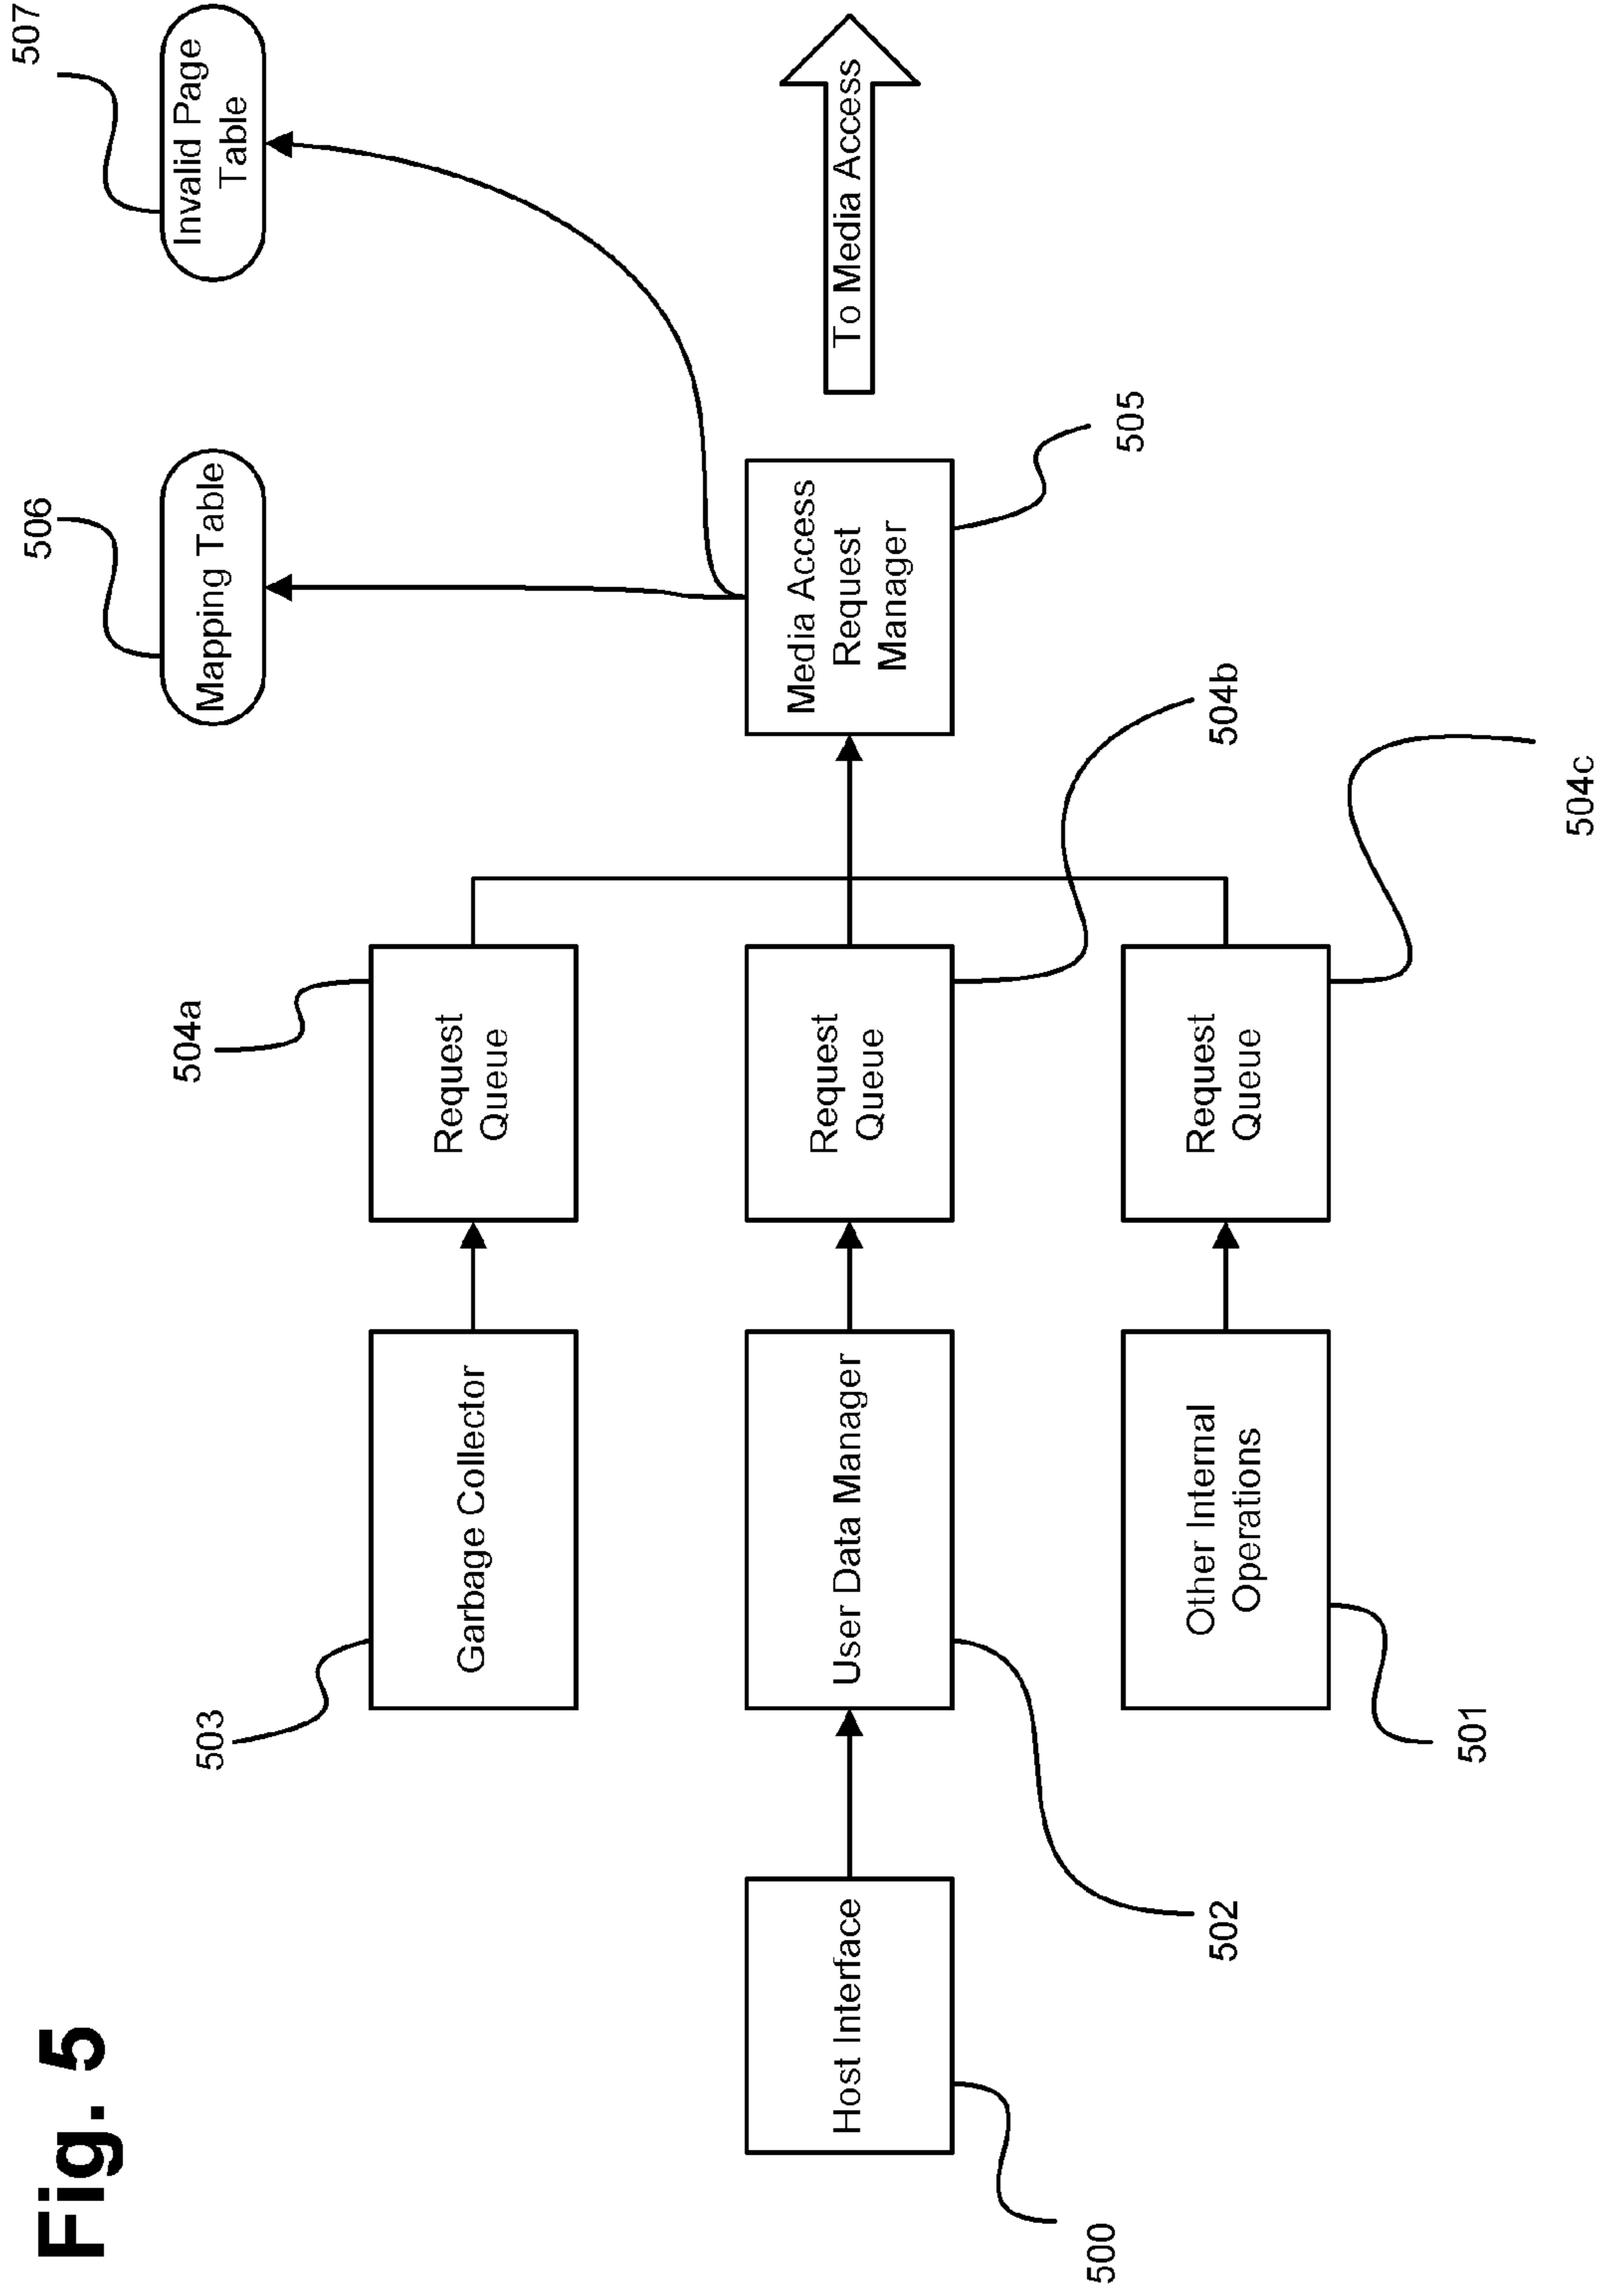 Fig. 5
507
506
Invalid Page
Table
Mapping Table
504a
503
Garbage Collector
Request
Queue
Host Interface
User Data Manager
Request
Queue
Media Access
Request
Manager
To Media Access
505
504b
502
500
Other Internal
Operations
Request
Queue
501
504c